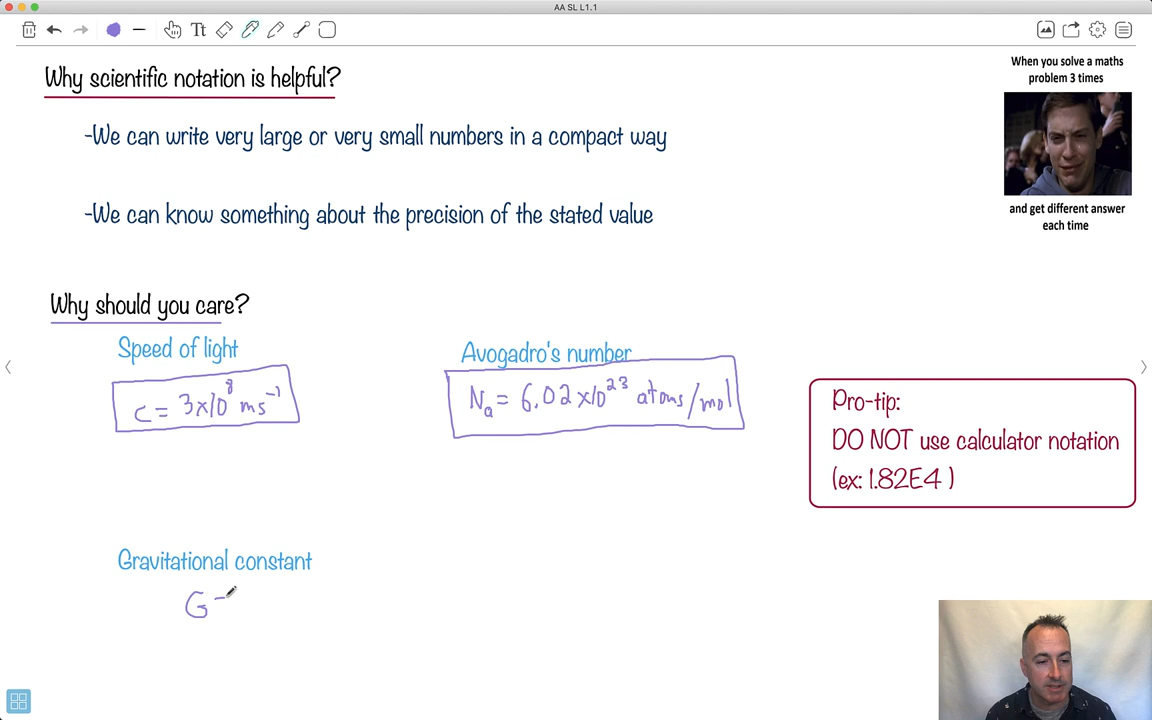 AA SL L1.1
Tt
Why scientific notation is helpful?
When you solve a maths
problem 3 times
-We can write very large or very small numbers in a compact way
-We can know something about the precision of the stated value
and get different answer
each time
Why should you care?
Speed of light
c = 3x10⁸ ms⁻¹
Avogadro's number
Nₐ = 6.02 x10²³ atoms/mol
Pro-tip:
DO NOT use calculator notation
(ex: 1.82E4 )
Gravitational constant
G -